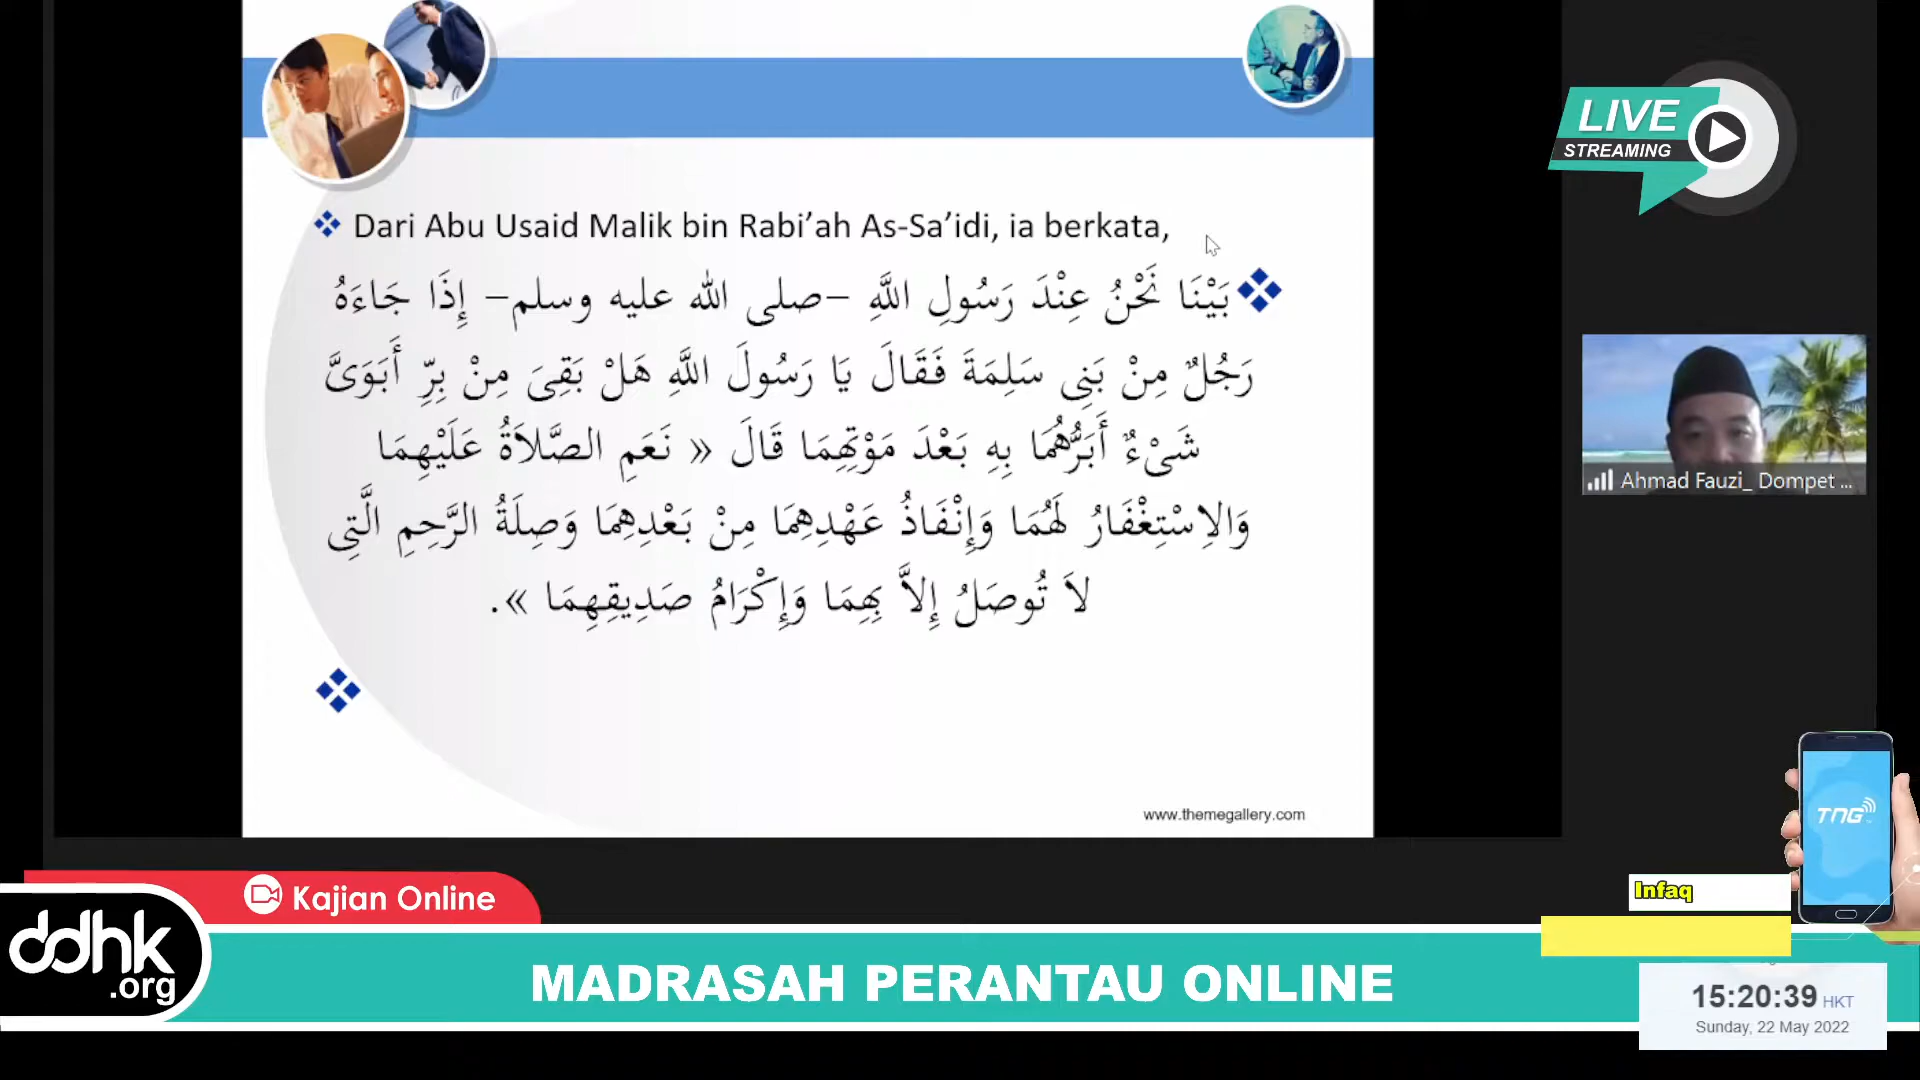 LIVE
STREAMING
Dari Abu Usaid Malik bin Rabi’ah As-Sa’idi, ia berkata,
بَيْنَا نَحْنُ عِنْدَ رَسُولِ اللَّهِ –صلى الله عليه وسلم– إِذَا جَاءَهُ
رَجُلٌ مِنْ بَنِى سَلِمَةَ فَقَالَ يَا رَسُولَ اللَّهِ هَلْ بَقِىَ مِنْ بِرِّ أَبَوَىَّ
شَىْءٌ أَبَرُّهُمَا بِهِ بَعْدَ مَوْتِهِمَا قَالَ « نَعَمِ الصَّلاَةُ عَلَيْهِمَا
وَالاِسْتِغْفَارُ لَهُمَا وَإِنْفَاذُ عَهْدِهِمَا مِنْ بَعْدِهِمَا وَصِلَةُ الرَّحِمِ الَّتِى
لاَ تُوصَلُ إِلاَّ بِهِمَا وَإِكْرَامُ صَدِيقِهِمَا ».
Ahmad Fauzi_ Dompet ...
www.themegallery.com
TNG
Kajian Online
Infaq
ddhk
.org
MADRASAH PERANTAU ONLINE
15:20:39 HKT
Sunday, 22 May 2022